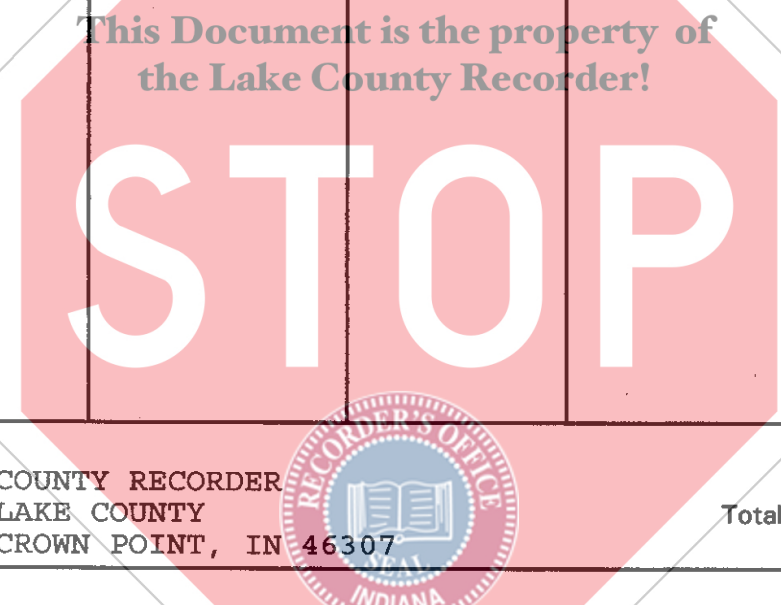 This Document is the property of
the Lake County Recorder!
STOP
COUNTY RECORDER
LAKE COUNTY
CROWN POINT, IN 46307
Total
RECORDER'S OFFICE
SEAL
INDIANA